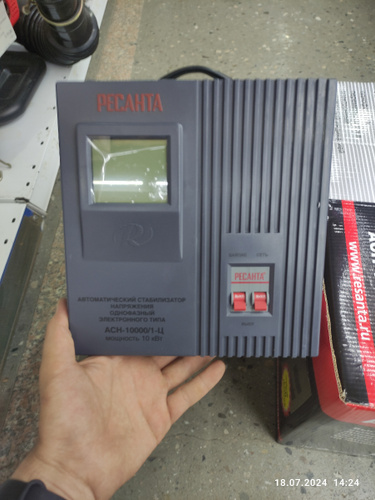 РЕСАНТА
АВТОМАТИЧЕСКИЙ СТАБИЛИЗАТОР
НАПРЯЖЕНИЯ
ОДНОФАЗНЫЙ
ЭЛЕКТРОННОГО ТИПА
АСН-10000/1-Ц
мощность 10 кВт
РЕСАНТА
www.resanta.ru
18.07.2024 14:24